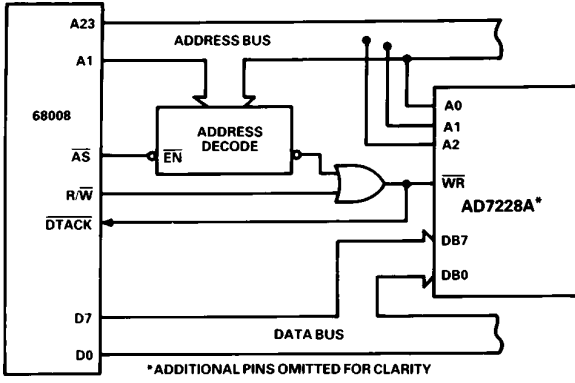 A23
ADDRESS BUS
A1
68008
ADDRESS
DECODE
A0
A1
A2
AS
EN
R/W
WR
AD7228A*
DTACK
DB7
DB0
D7
DATA BUS
D0
*ADDITIONAL PINS OMITTED FOR CLARITY